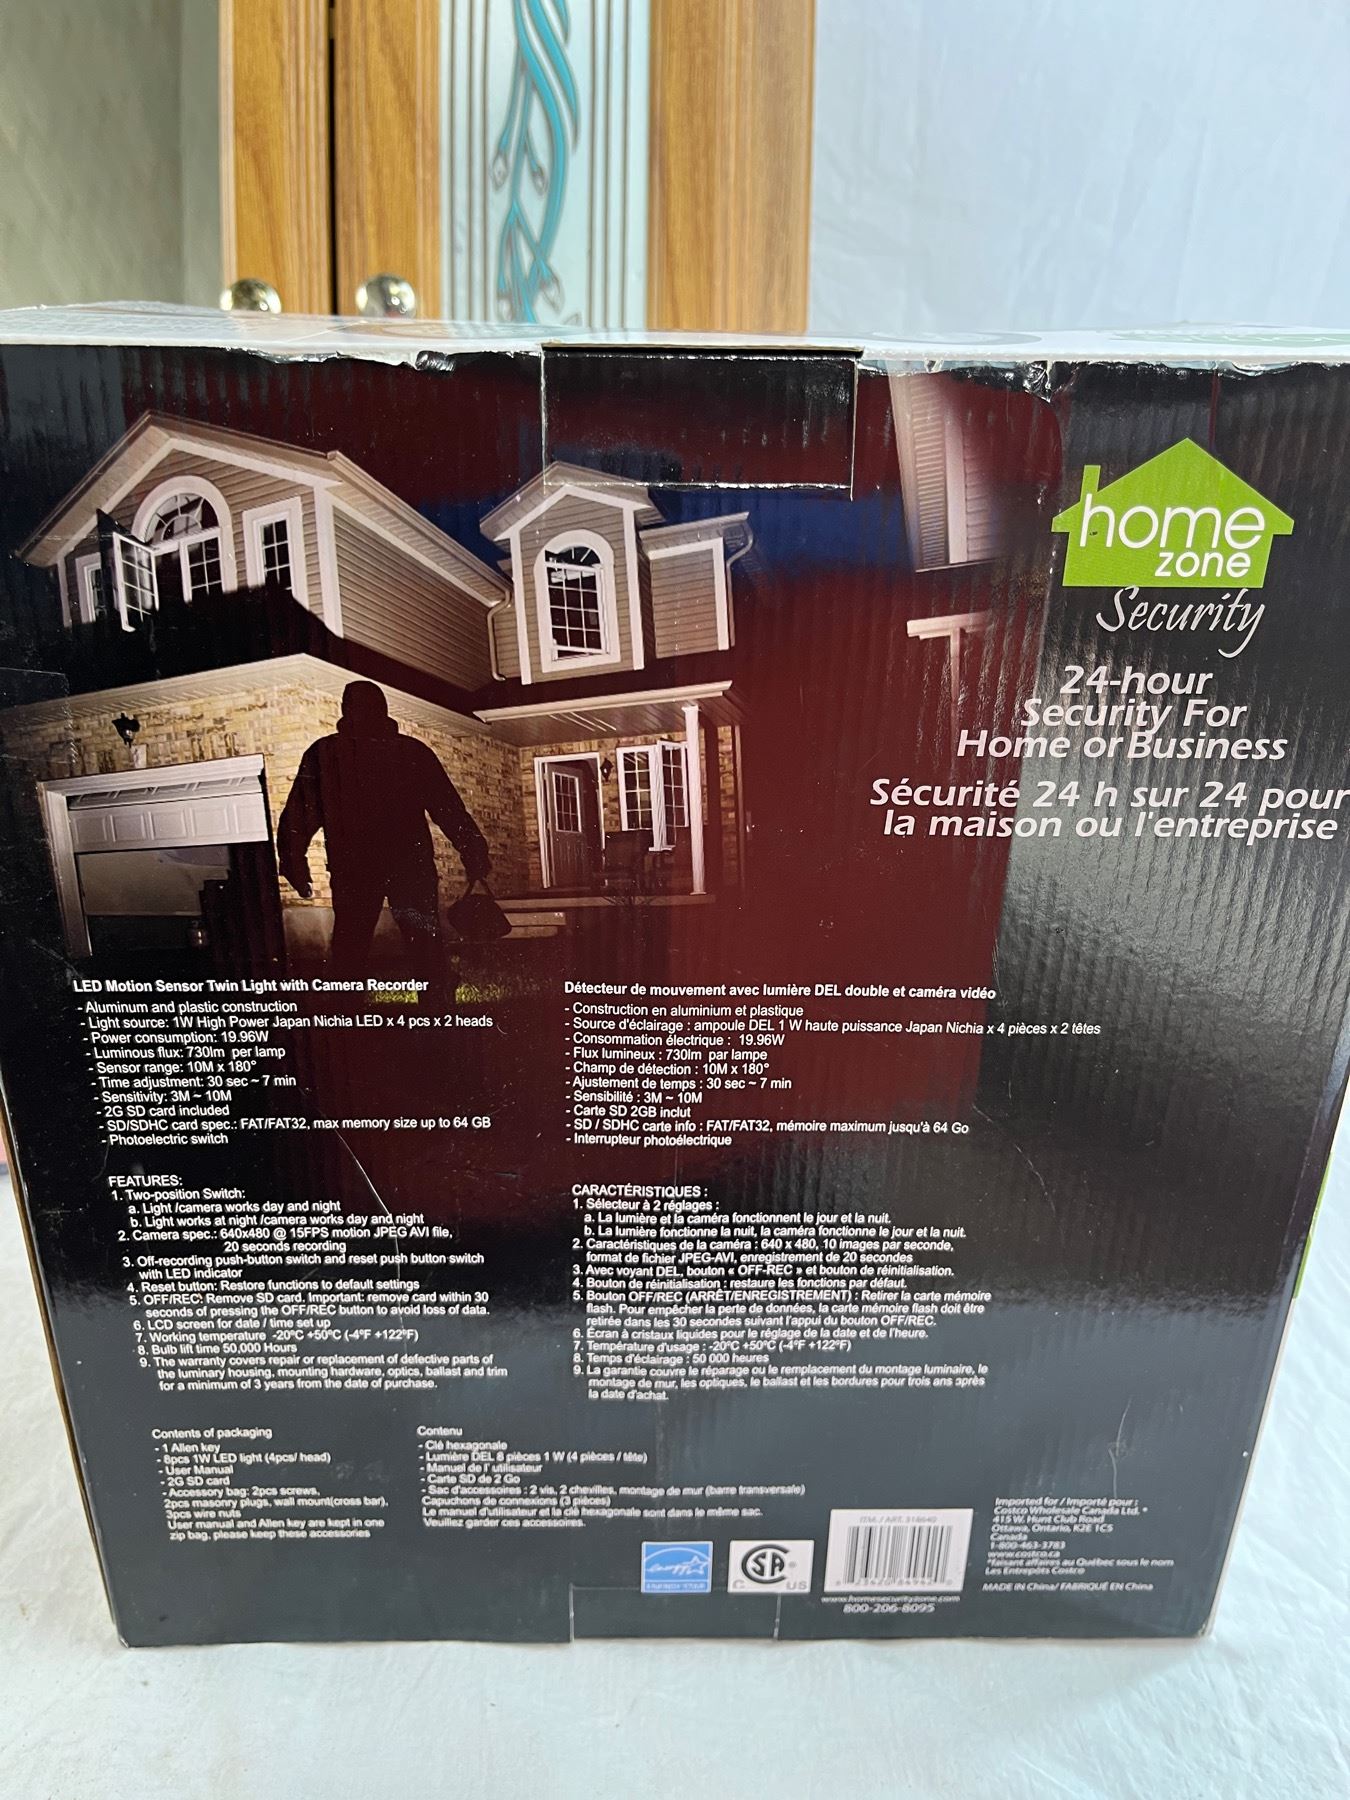 home
zone
Security
24-hour
Security For
Home or Business
Sécurité 24 h sur 24 pour
la maison ou l'entreprise
LED Motion Sensor Twin Light with Camera Recorder
- Aluminum and plastic construction
- Light source: 1W High Power Japan Nichia LED x 4 pcs x 2 heads
- Power consumption: 19.96W
- Luminous flux: 730lm per lamp
- Sensor range: 10M x 180°
- Time adjustment: 30 sec ~ 7 min
- Sensitivity: 3M ~ 10M
- 2G SD card included
- SD/SDHC card spec.: FAT/FAT32, max memory size up to 64 GB
- Photoelectric switch
FEATURES:
1. Two-position Switch:
a. Light /camera works day and night
b. Light works at night /camera works day and night
2. Camera spec.: 640x480 @ 15FPS motion JPEG AVI file,
20 seconds recording
3. Off-recording push-button switch and reset push button switch
with LED indicator
4. Reset button: Restore functions to default settings
5. OFF/REC: Remove SD card. Important: remove card within 30
seconds of pressing the OFF/REC button to avoid loss of data.
6. LCD screen for date / time set up
7. Working temperature -20°C +50°C (-4°F +122°F)
8. Bulb lift time 50,000 Hours
9. The warranty covers repair or replacement of defective parts of
the luminary housing, mounting hardware, optics, ballast and trim
for a minimum of 3 years from the date of purchase.
Détecteur de mouvement avec lumière DEL double et caméra vidéo
- Construction en aluminium et plastique
- Source d'éclairage : ampoule DEL 1 W haute puissance Japan Nichia x 4 pièces x 2 têtes
- Consommation électrique : 19.96W
- Flux lumineux : 730lm par lampe
- Champ de détection : 10M x 180°
- Ajustement de temps : 30 sec ~ 7 min
- Sensibilité : 3M ~ 10M
- Carte SD 2GB inclut
- SD / SDHC carte info : FAT/FAT32, mémoire maximum jusqu'à 64 Go
- Interrupteur photoélectrique
CARACTÉRISTIQUES :
1. Sélecteur à 2 réglages :
a. La lumière et la caméra fonctionnent le jour et la nuit.
b. La lumière fonctionne la nuit, la caméra fonctionne le jour et la nuit.
2. Caractéristiques de la caméra : 640 x 480, 10 images par seconde,
format de fichier JPEG-AVI, enregistrement de 20 secondes
3. Avec voyant DEL, bouton « OFF-REC » et bouton de réinitialisation.
4. Bouton de réinitialisation : restaure les fonctions par défaut.
5. Bouton OFF/REC (ARRÊT/ENREGISTREMENT) : Retirer la carte mémoire
flash. Pour empêcher la perte de données, la carte mémoire flash doit être
retirée dans les 30 secondes suivant l'appui du bouton OFF/REC.
6. Écran à cristaux liquides pour le réglage de la date et de l'heure.
7. Température d'usage : -20°C +50°C (-4°F +122°F)
8. Temps d'éclairage : 50 000 heures
9. La garantie couvre le réparage ou le remplacement du montage luminaire, le
montage de mur, les optiques, le ballast et les bordures pour trois ans après
la date d'achat.
Contents of packaging
- 1 Allen key
- 8pcs 1W LED light (4pcs/ head)
- User Manual
- 2G SD card
- Accessory bag: 2pcs screws,
2pcs masonry plugs, wall mount(cross bar),
3pcs wire nuts
User manual and Allen key are kept in one
zip bag, please keep these accessories
Contenu
- Clé hexagonale
- Lumière DEL 8 pièces 1 W (4 pièces / tête)
- Manuel de l' utilisateur
- Carte SD de 2 Go
- Sac d'accessoires : 2 vis, 2 chevilles, montage de mur (barre transversale)
Capuchons de connexions (3 pièces)
Le manuel d'utilisateur et la clé hexagonale sont dans le même sac.
Veuillez garder ces accessoires.
energy
SA
C US
ITM. / ART. 318640
www.homesecurityzone.com
800-206-8095
Imported for / Importé pour :
Costco Wholesale Canada Ltd. *
415 W. Hunt Club Road
Ottawa, Ontario, K2E 1C5
Canada
1-800-463-3783
www.costco.ca
*faisant affaires au Québec sous le nom
Les Entrepôts Costco
MADE IN China/ FABRIQUÉ EN China